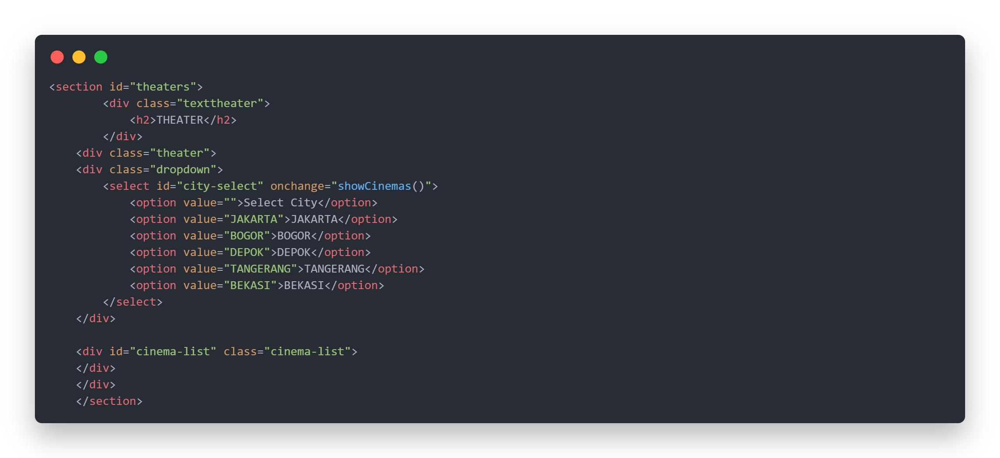 <section id="theaters">
        <div class="texttheater">
            <h2>THEATER</h2>
        </div>
    <div class="theater">
    <div class="dropdown">
        <select id="city-select" onchange="showCinemas()">
            <option value="">Select City</option>
            <option value="JAKARTA">JAKARTA</option>
            <option value="BOGOR">BOGOR</option>
            <option value="DEPOK">DEPOK</option>
            <option value="TANGERANG">TANGERANG</option>
            <option value="BEKASI">BEKASI</option>
        </select>
    </div>

    <div id="cinema-list" class="cinema-list">
    </div>
    </div>
    </section>